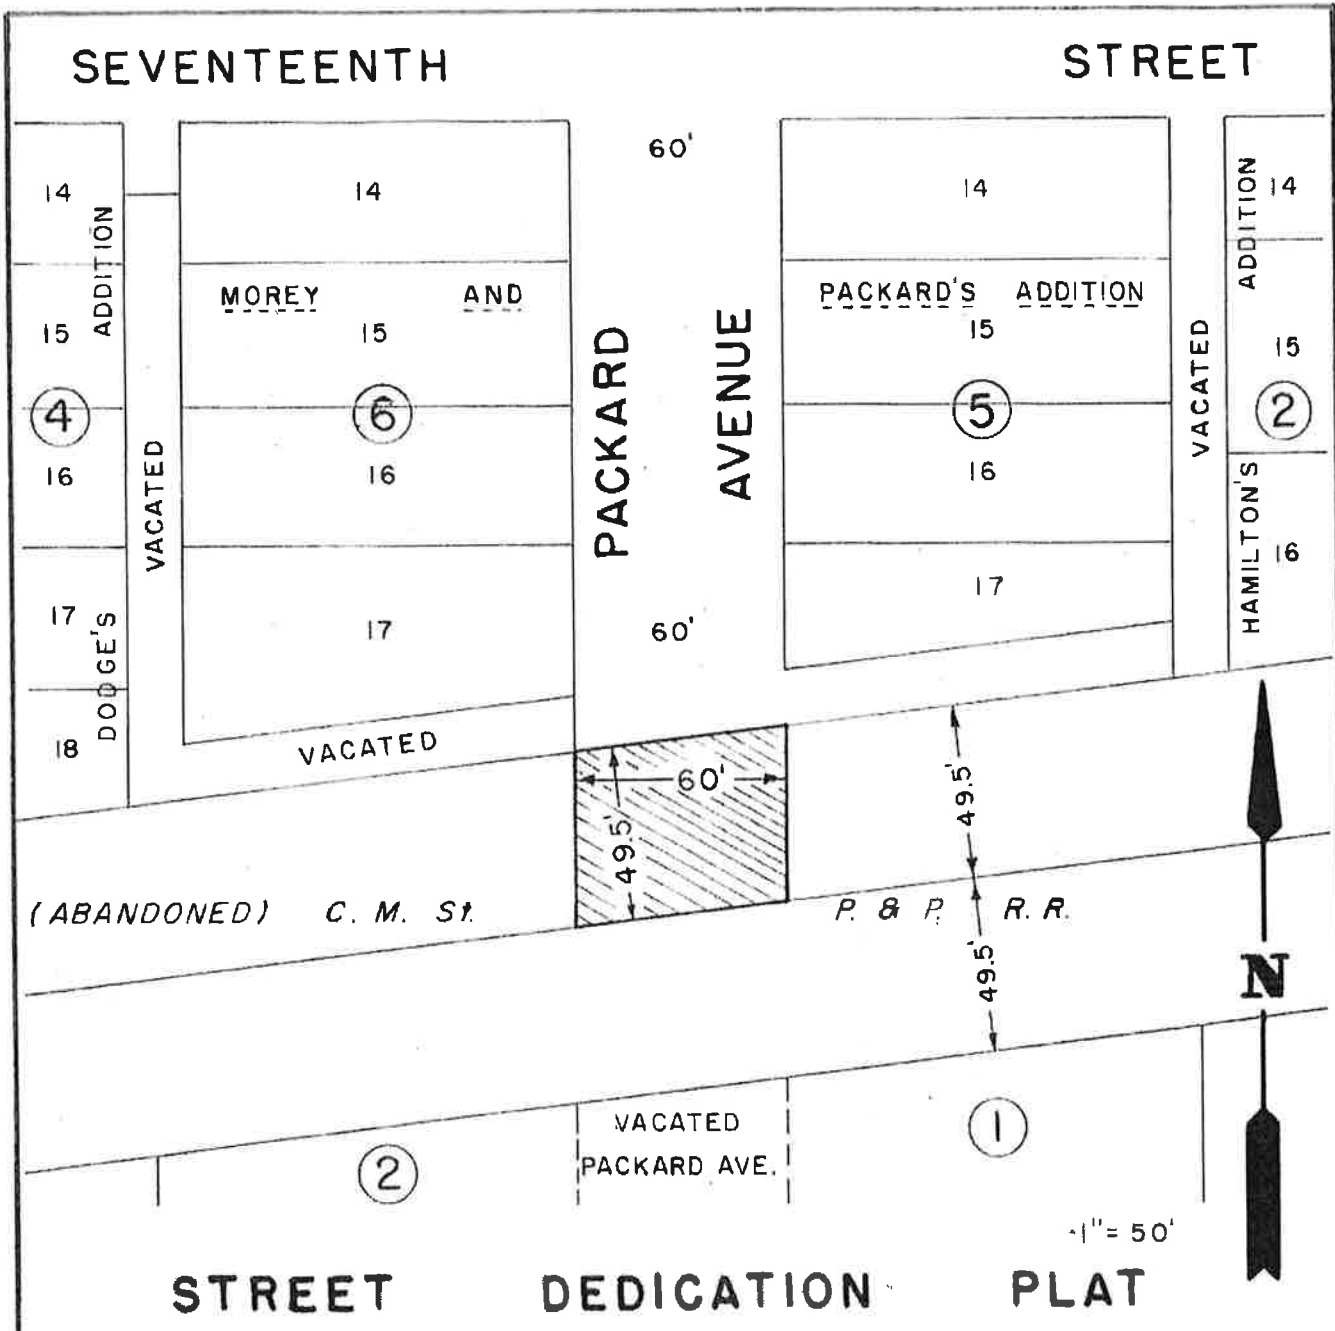 SEVENTEENTH STREET
60'
14 14 14 14
ADDITION
ADDITION
MOREY AND PACKARD'S ADDITION
15 15 15 15
PACKARD AVENUE
VACATED
4 6 5 2
VACATED
16 16 16 16
HAMILTON'S
17 17 17
60'
DODGE'S
18
VACATED
60'
49.5'
49.5'
(ABANDONED) C. M. St. P. & P. R. R.
49.5'
N
VACATED
PACKARD AVE.
2 1
1" = 50'
STREET DEDICATION PLAT